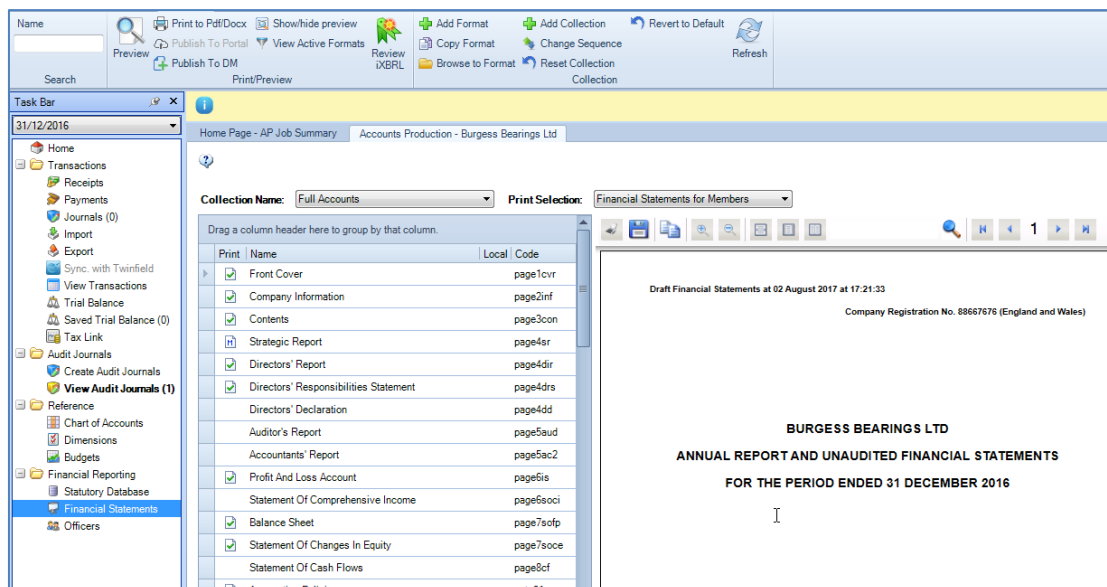 Name
Search
Preview
Print to Pdf/Docx
Publish To Portal
Publish To DM
Show/hide preview
View Active Formats
Review iXBRL
Print/Preview
Add Format
Copy Format
Browse to Format
Add Collection
Change Sequence
Reset Collection
Revert to Default
Refresh
Collection
Task Bar
31/12/2016
Home
Transactions
Receipts
Payments
Journals (0)
Import
Export
Sync. with Twinfield
View Transactions
Trial Balance
Saved Trial Balance (0)
Tax Link
Audit Journals
Create Audit Journals
View Audit Journals (1)
Reference
Chart of Accounts
Dimensions
Budgets
Financial Reporting
Statutory Database
Financial Statements
Officers
Home Page - AP Job Summary
Accounts Production - Burgess Bearings Ltd
Collection Name: Full Accounts Print Selection: Financial Statements for Members
Drag a column header here to group by that column.
Print Name Local Code
Front Cover page1cvr
Company Information page2inf
Contents page3con
Strategic Report page4sr
Directors' Report page4dir
Directors' Responsibilities Statement page4drs
Directors' Declaration page4dd
Auditor's Report page5aud
Accountants' Report page5ac2
Profit And Loss Account page6is
Statement Of Comprehensive Income page6soci
Balance Sheet page7sofp
Statement Of Changes In Equity page7soce
Statement Of Cash Flows page8cf
1
Draft Financial Statements at 02 August 2017 at 17:21:33
Company Registration No. 88667676 (England and Wales)
BURGESS BEARINGS LTD
ANNUAL REPORT AND UNAUDITED FINANCIAL STATEMENTS
FOR THE PERIOD ENDED 31 DECEMBER 2016